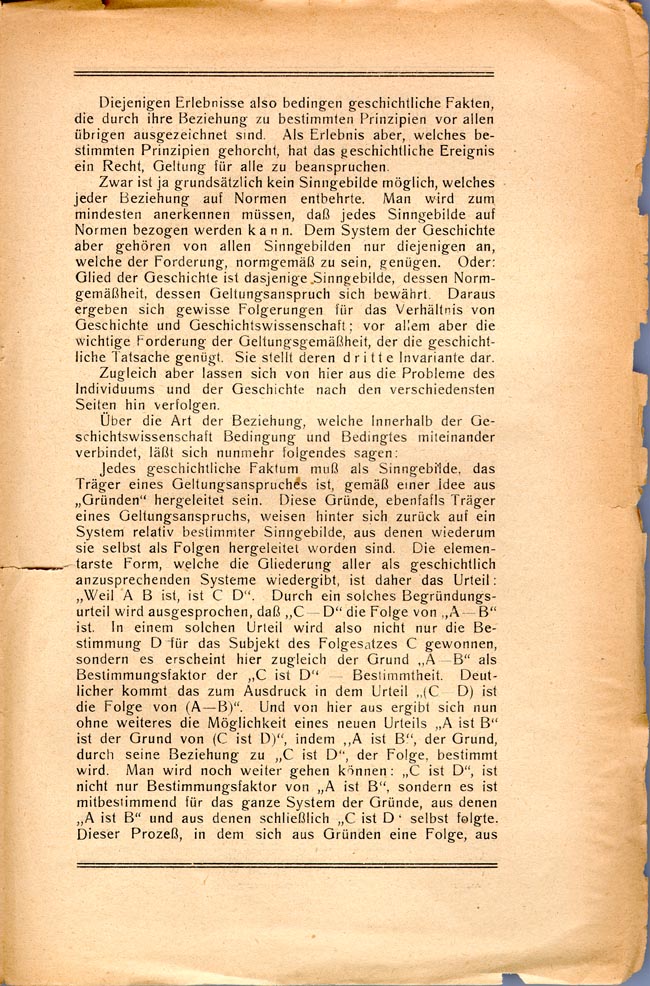 Diejenigen Erlebnisse also bedingen geschichtliche Fakten,
die durch ihre Beziehung zu bestimmten Prinzipien vor allen
übrigen ausgezeichnet sind. Als Erlebnis aber, welches be-
stimmten Prinzipien gehorcht, hat das geschichtliche Ereignis
ein Recht, Geltung für alle zu beanspruchen.
Zwar ist ja grundsätzlich kein Sinngebilde möglich, welches
jeder Beziehung auf Normen entbehrte. Man wird zum
mindesten anerkennen müssen, daß jedes Sinngebilde auf
Normen bezogen werden k a n n. Dem System der Geschichte
aber gehören von allen Sinngebilden nur diejenigen an,
welche der Forderung, normgemäß zu sein, genügen. Oder:
Glied der Geschichte ist dasjenige Sinngebilde, dessen Norm-
gemäßheit, dessen Geltungsanspruch sich bewährt. Daraus
ergeben sich gewisse Folgerungen für das Verhältnis von
Geschichte und Geschichtswissenschaft; vor allem aber die
wichtige Forderung der Geltungsgemäßheit, der die geschicht-
liche Tatsache genügt. Sie stellt deren d r i t t e Invariante dar.
Zugleich aber lassen sich von hier aus die Probleme des
Individuums und der Geschichte nach den verschiedensten
Seiten hin verfolgen.
Über die Art der Beziehung, welche Innerhalb der Ge-
schichtswissenschaft Bedingung und Bedingtes miteinander
verbindet, läßt sich nunmehr folgendes sagen:
Jedes geschichtliche Faktum muß als Sinngebilde, das
Träger eines Geltungsanspruches ist, gemäß einer Idee aus
„Gründen“ hergeleitet sein. Diese Gründe, ebenfalls Träger
eines Geltungsanspruchs, weisen hinter sich zurück auf ein
System relativ bestimmter Sinngebilde, aus denen wiederum
sie selbst als Folgen hergeleitet worden sind. Die elemen-
tarste Form, welche die Gliederung aller als geschichtlich
anzusprechenden Systeme wiedergibt, ist daher das Urteil:
„Weil A B ist, ist C D“. Durch ein solches Begründungs-
urteil wird ausgesprochen, daß „C—D“ die Folge von „A—B“
ist. In einem solchen Urteil wird also nicht nur die Be-
stimmung D für das Subjekt des Folgesatzes C gewonnen,
sondern es erscheint hier zugleich der Grund „A—B“ als
Bestimmungsfaktor der „C ist D“ — Bestimmtheit. Deut-
licher kommt das zum Ausdruck in dem Urteil „(C—D) ist
die Folge von (A—B)“. Und von hier aus ergibt sich nun
ohne weiteres die Möglichkeit eines neuen Urteils „A ist B“
ist der Grund von (C ist D)“, indem „A ist B“, der Grund,
durch seine Beziehung zu „C ist D“, der Folge, bestimmt
wird. Man wird noch weiter gehen können: „C ist D“, ist
nicht nur Bestimmungsfaktor von „A ist B“, sondern es ist
mitbestimmend für das ganze System der Gründe, aus denen
„A ist B“ und aus denen schließlich „C ist D‘ selbst folgte.
Dieser Prozeß, in dem sich aus Gründen eine Folge, aus